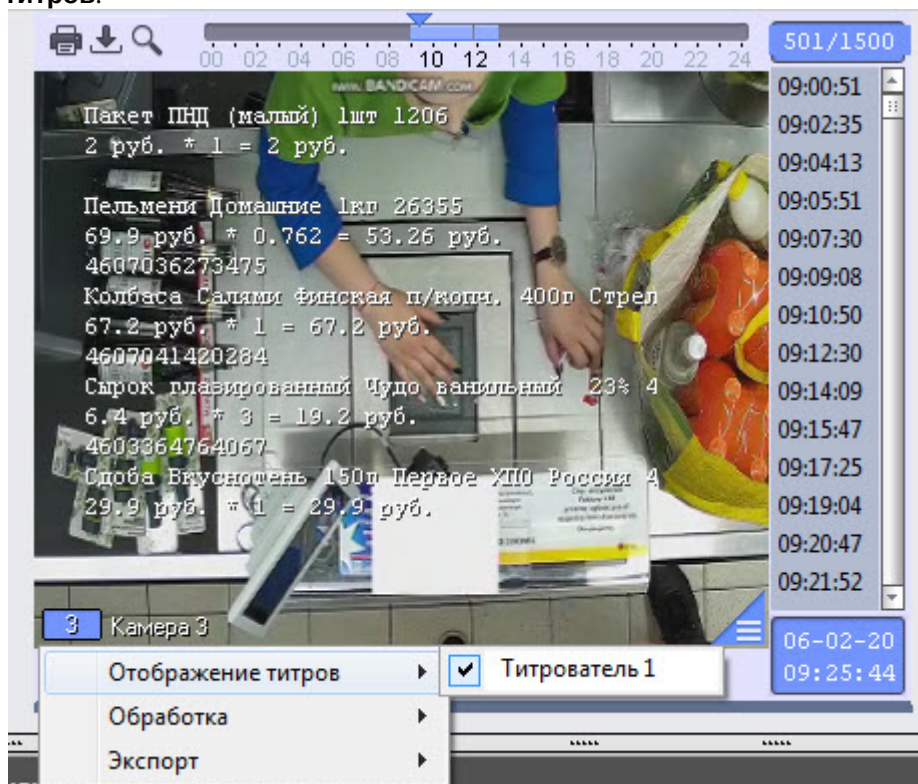 титров.
501/1500
00 02 04 06 08 10 12 14 16 18 20 22 24
www.BANDICAM.com
Пакет ПНД (малый) 1шт 1206
2 руб. * 1 = 2 руб.
Пельмени Домашние 1кг 26355
69.9 руб. * 0.762 = 53.26 руб.
4607036273475
Колбаса Салями Финская п/копч. 400г Стрел
67.2 руб. * 1 = 67.2 руб.
4607041420284
Сырок глазированный Чудо ванильный 23% 4
6.4 руб. * 3 = 19.2 руб.
4603364764067
Сдоба Вкуснотень 150г Первое ХПО Россия 4
29.9 руб. * 1 = 29.9 руб.
09:00:51
09:02:35
09:04:13
09:05:51
09:07:30
09:09:08
09:10:50
09:12:30
09:14:09
09:15:47
09:17:25
09:19:04
09:20:47
09:21:52
3 Камера 3
06-02-20
09:25:44
Отображение титров
Титрователь 1
Обработка
Экспорт